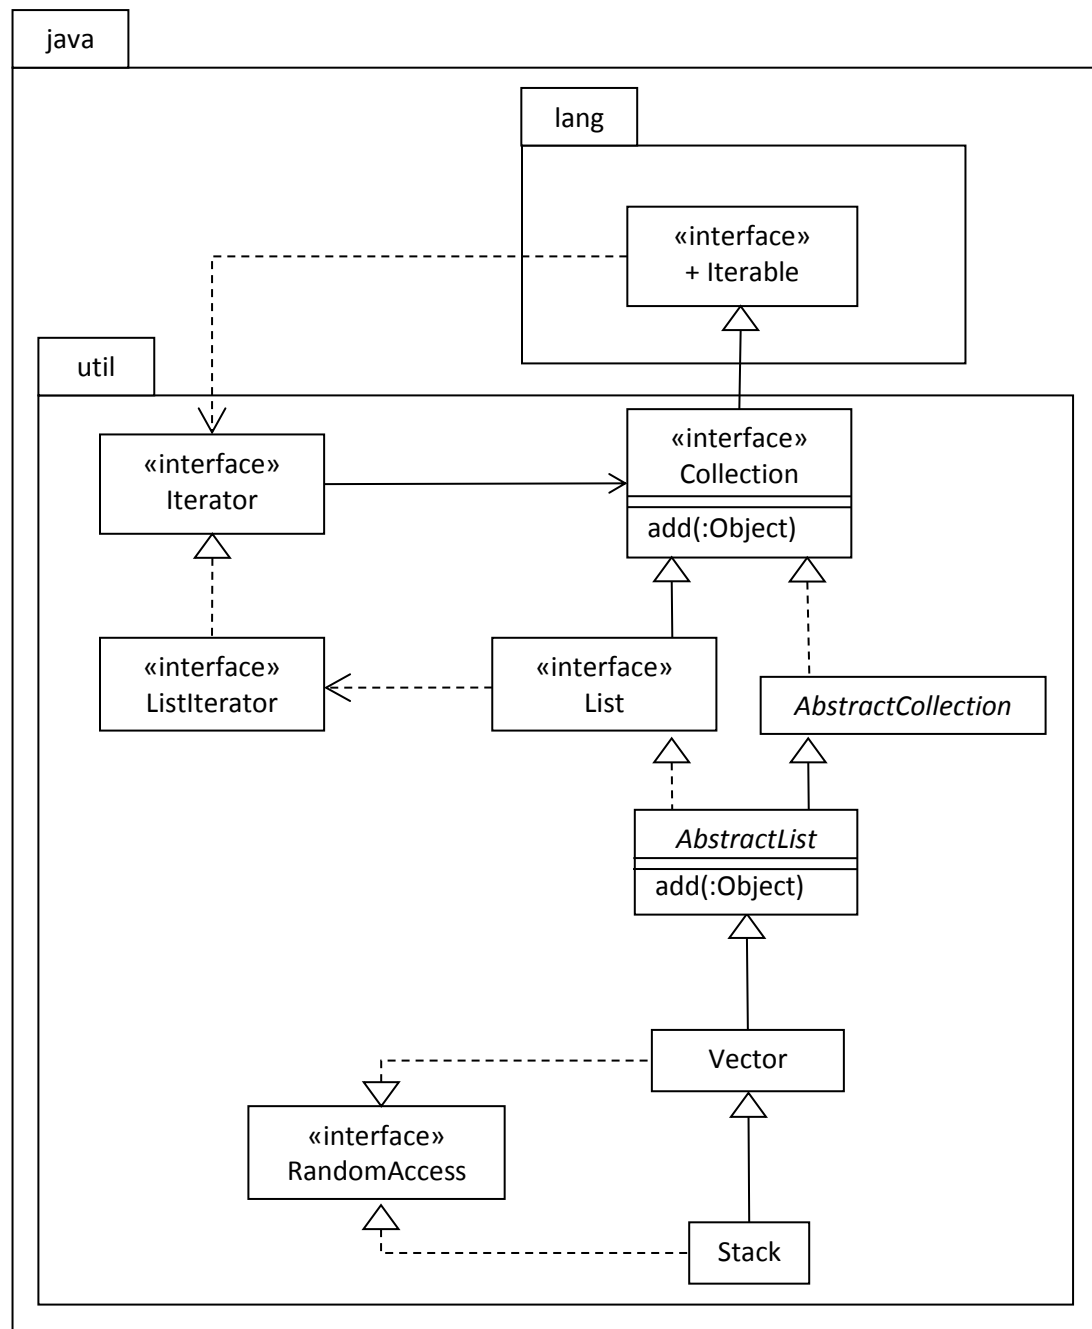 java
lang
«interface»
+ Iterable
util
«interface»
Iterator
«interface»
Collection
add(:Object)
«interface»
ListIterator
«interface»
List
AbstractCollection
AbstractList
add(:Object)
Vector
«interface»
RandomAccess
Stack